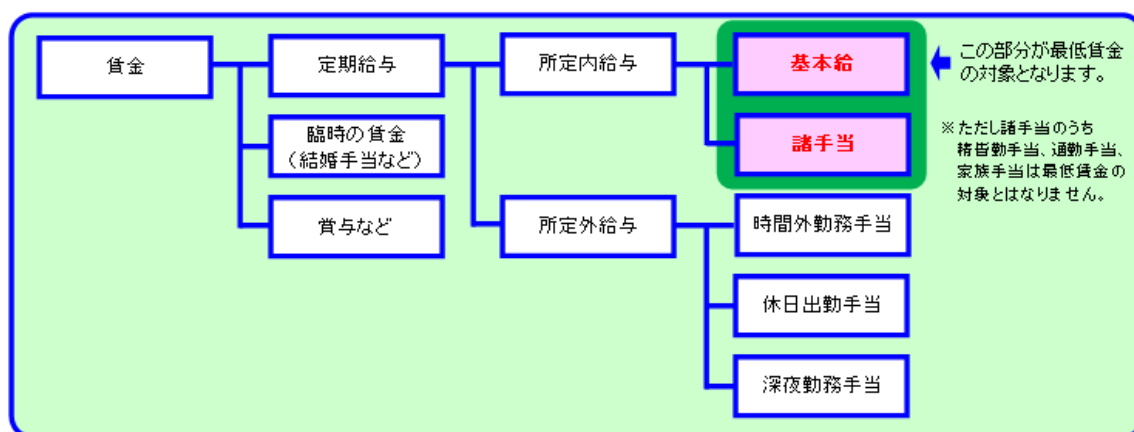 賃金
定期給与
所定内給与
基本給
この部分が最低賃金
の対象となります。
臨時の賃金
(結婚手当など)
諸手当
※ただし諸手当のうち
精皆勤手当、通勤手当、
家族手当は最低賃金の
対象とはなりません。
賞与など
所定外給与
時間外勤務手当
休日出勤手当
深夜勤務手当